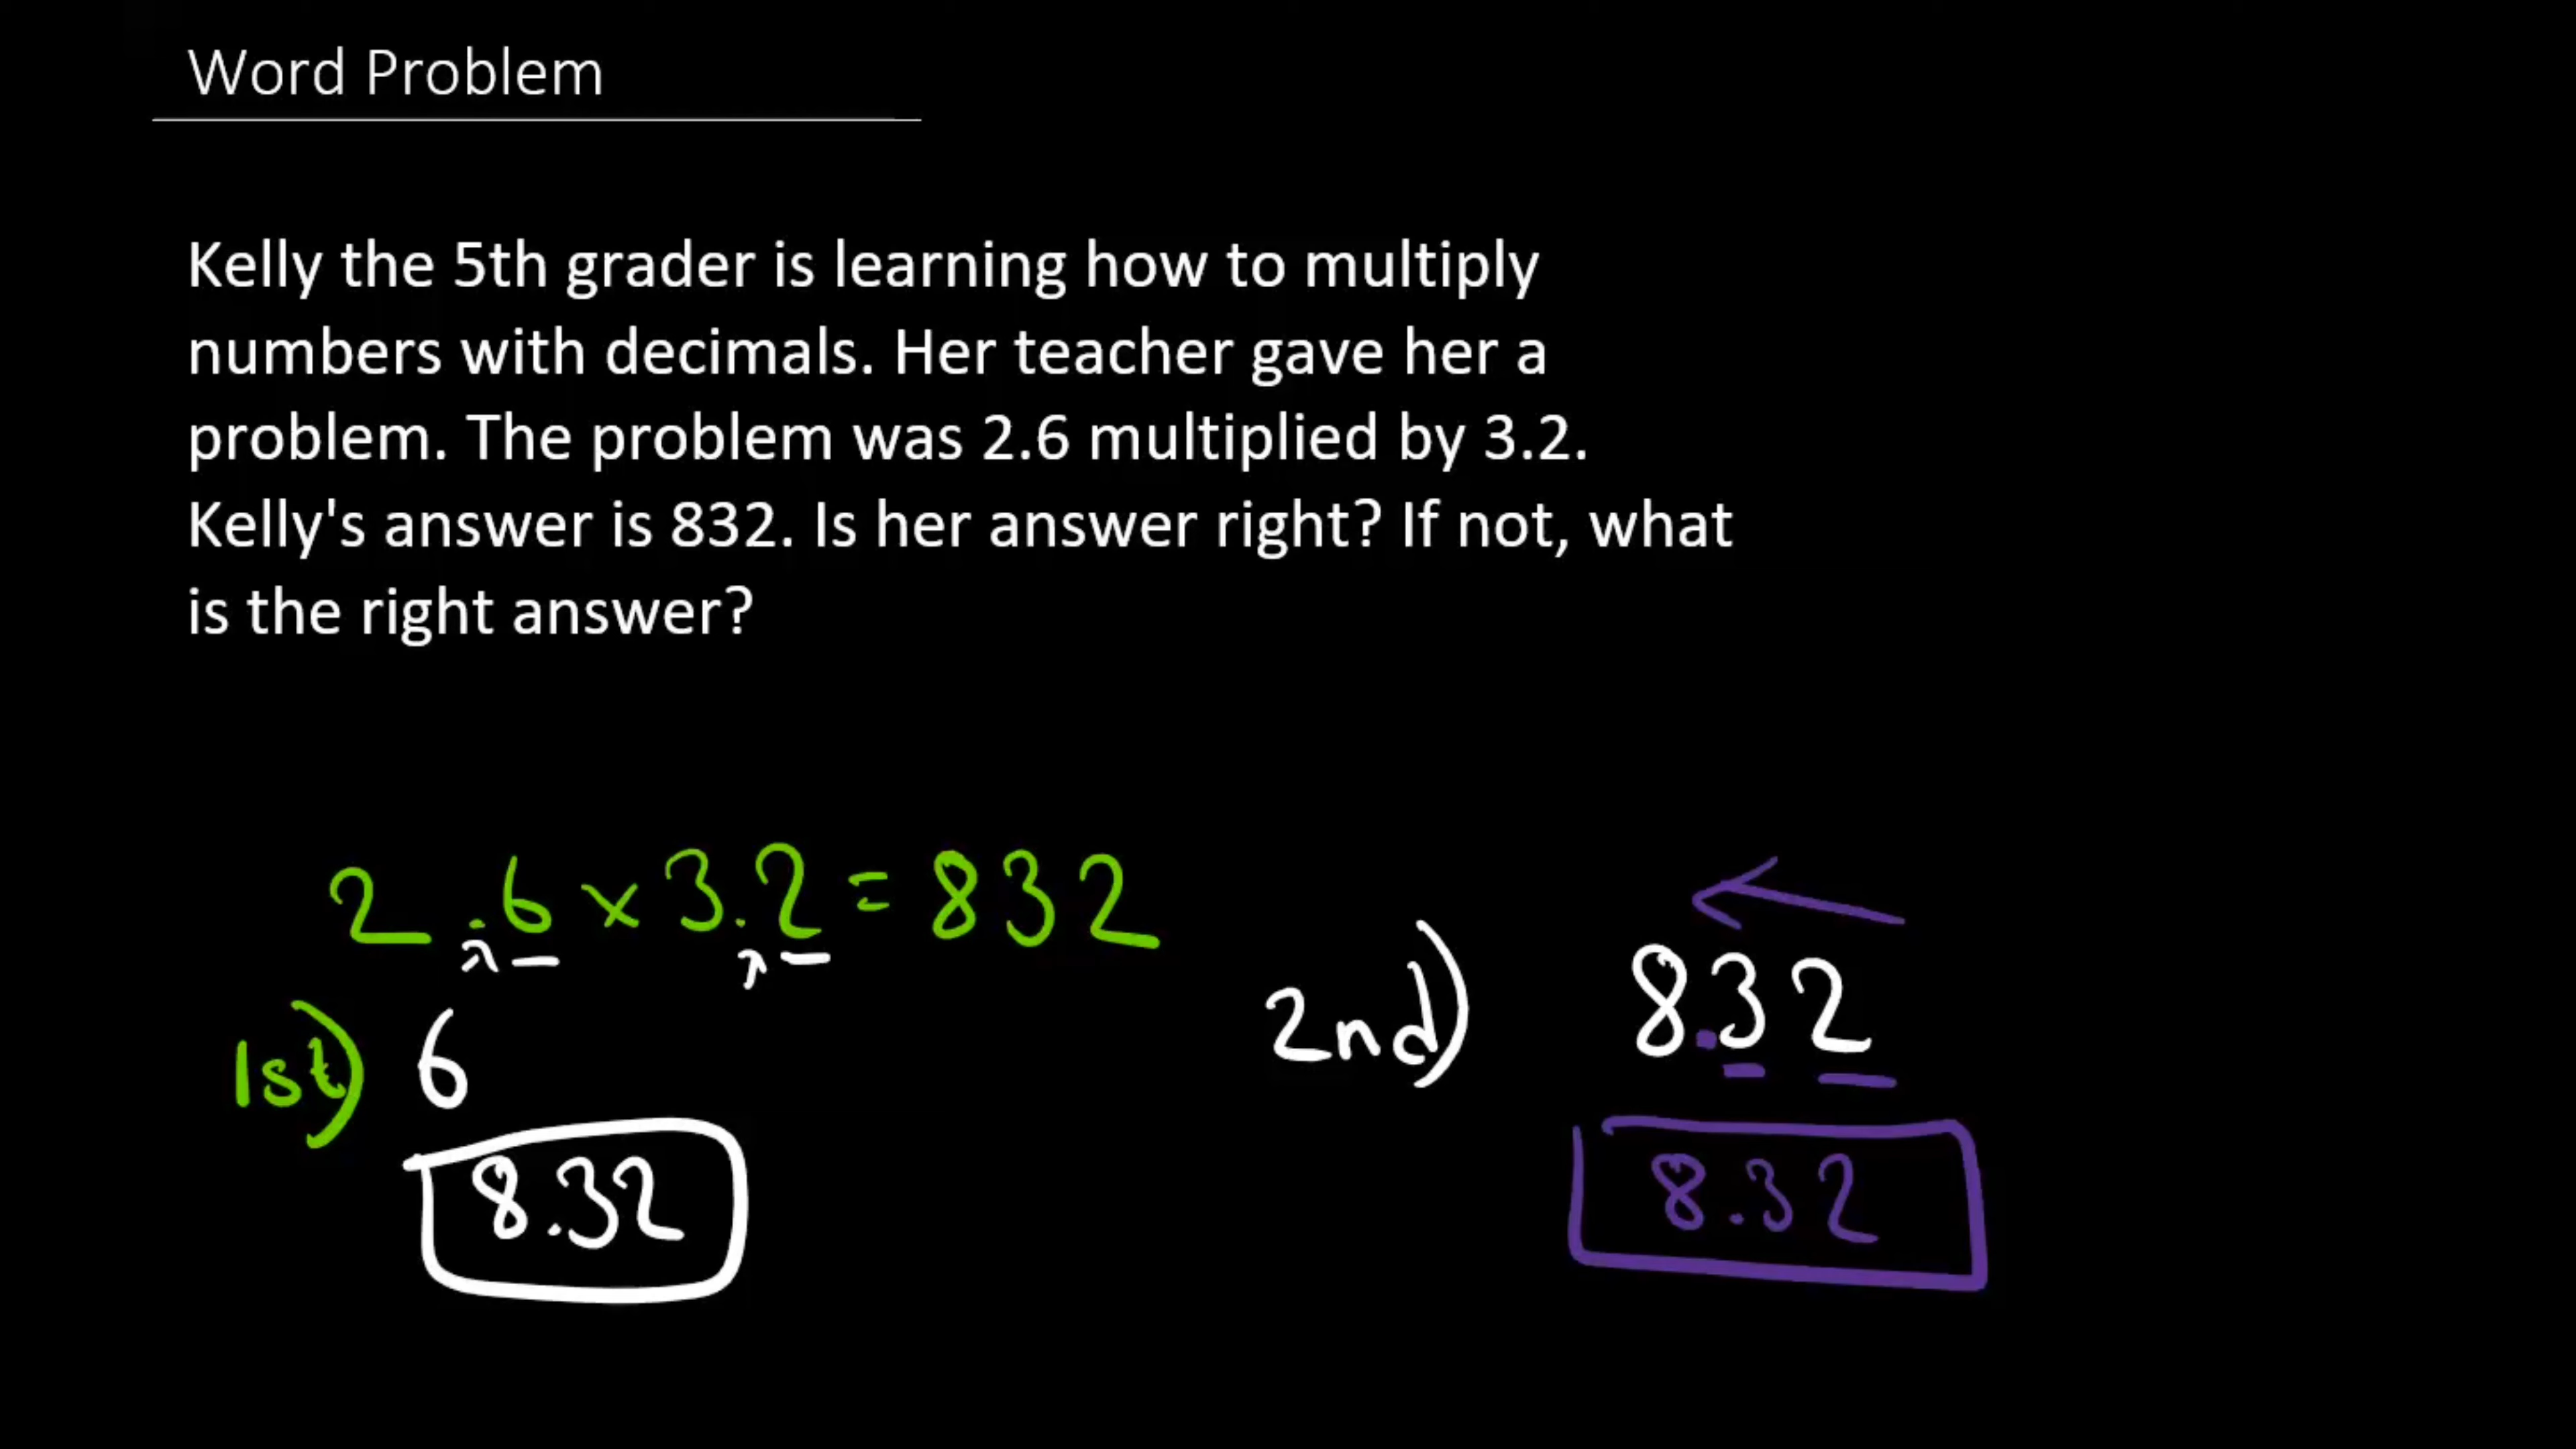 Word Problem
Kelly the 5th grader is learning how to multiply
numbers with decimals. Her teacher gave her a
problem. The problem was 2.6 multiplied by 3.2.
Kelly's answer is 832. Is her answer right? If not, what
is the right answer?
2.6 x 3.2 = 832
1st) 6
8.32
2nd) 8.32
8.32